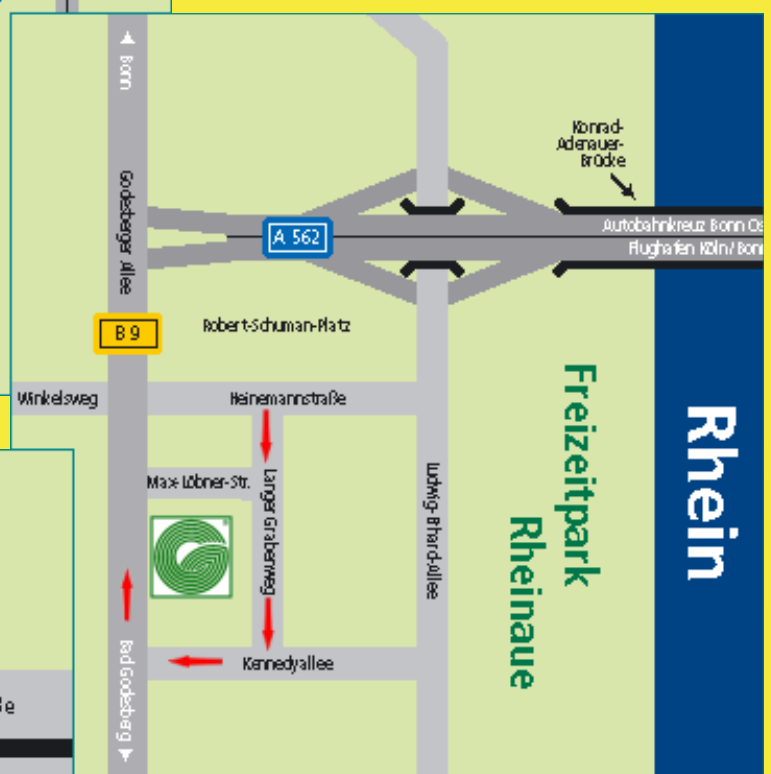 Bonn
Godesberger Allee
Konrad-
Adenauer-
Brücke
Autobahnkreuz Bonn
Flughafen Köln/Bonn
A 562
B 9
Robert-Schuman-Platz
Winkelsweg
Heinemannstraße
Max-Löbner-Str.
Langer Grabenweg
Ludwig-Erhard-Allee
Freizeitpark
Rheinaue
Rhein
Bad Godesberg
Kennedyallee